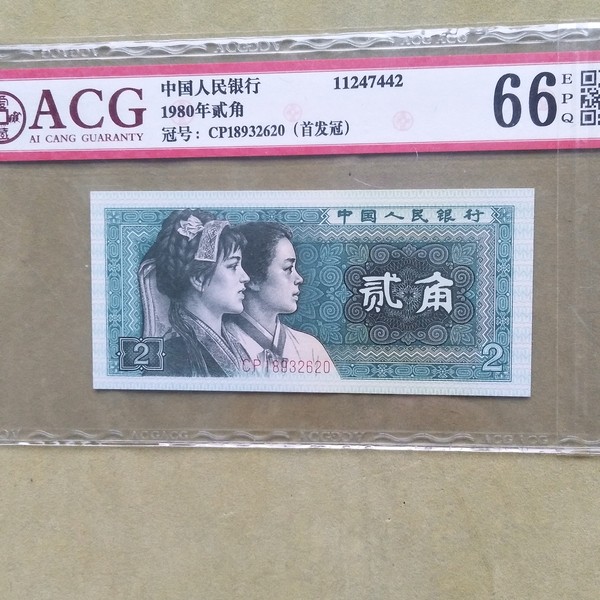 ACG
AI CANG GUARANTY
中国人民银行
11247442
1980年贰角
冠号：CP18932620（首发冠）
66
EPQ
中国人民银行
贰角
2
CP18932620
2